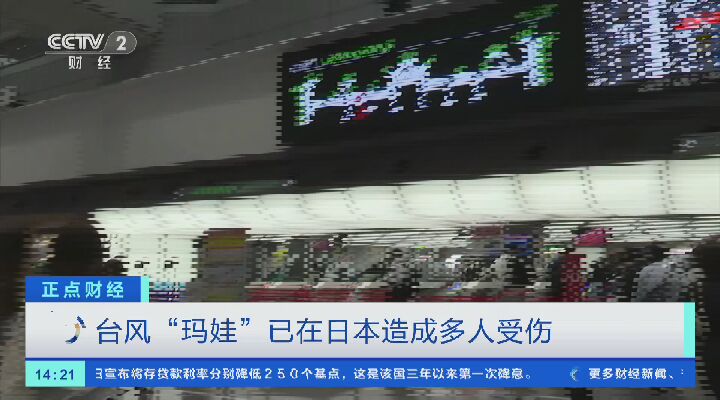 CCTV 2
财经
正点财经
台风“玛娃”已在日本造成多人受伤
14:21
日宣布将存贷款利率分别降低250个基点,这是该国三年以来第一次降息。 更多财经新闻、